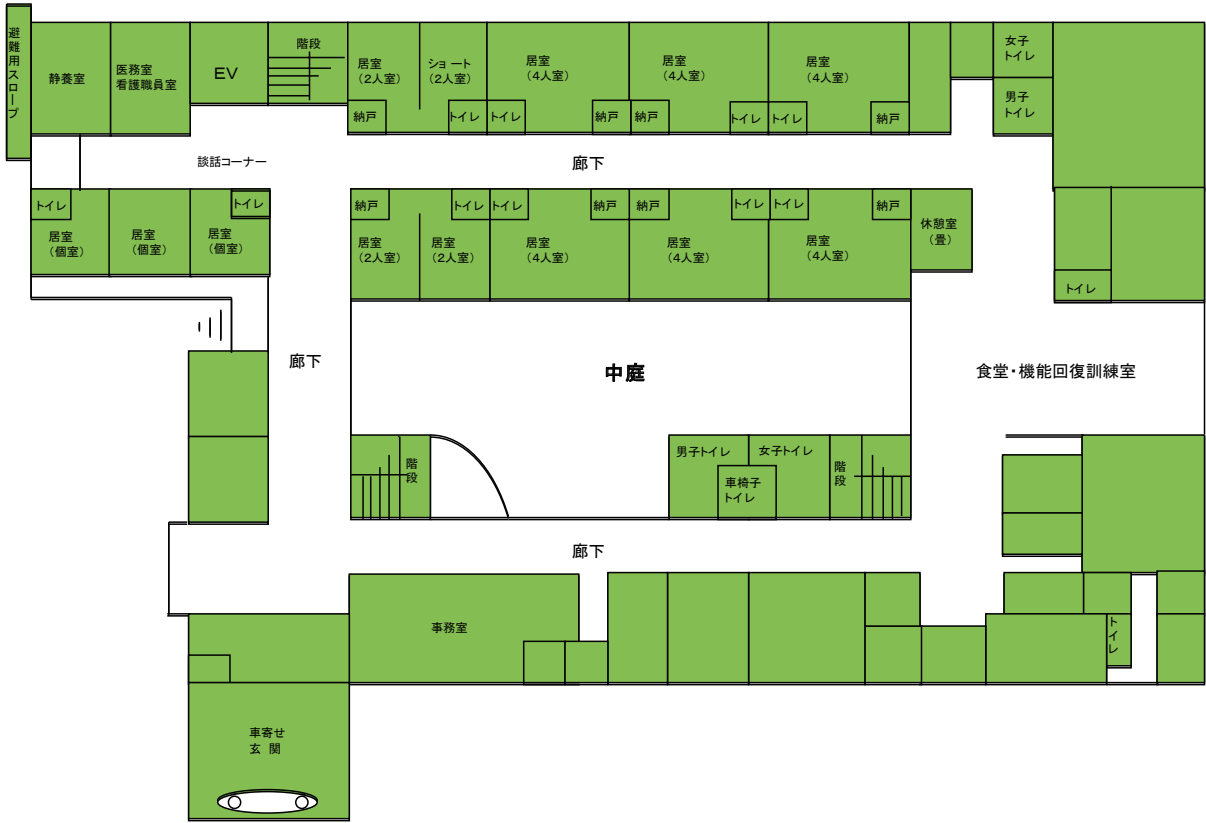 避難用スロープ
静養室
医務室
看護職員室
EV
階段
居室
(2人室)
ショート
(2人室)
居室
(4人室)
居室
(4人室)
居室
(4人室)
女子
トイレ
男子
トイレ
納戸
トイレ
トイレ
納戸
納戸
トイレ
トイレ
納戸
談話コーナー
廊下
トイレ
トイレ
居室
(個室)
居室
(個室)
居室
(個室)
納戸
トイレ
トイレ
納戸
納戸
トイレ
トイレ
納戸
居室
(2人室)
居室
(2人室)
居室
(4人室)
居室
(4人室)
居室
(4人室)
休憩室
(畳)
トイレ
廊下
中庭
食堂・機能回復訓練室
階段
男子トイレ
女子トイレ
車椅子
トイレ
階段
廊下
事務室
トイレ
車寄せ
玄 関